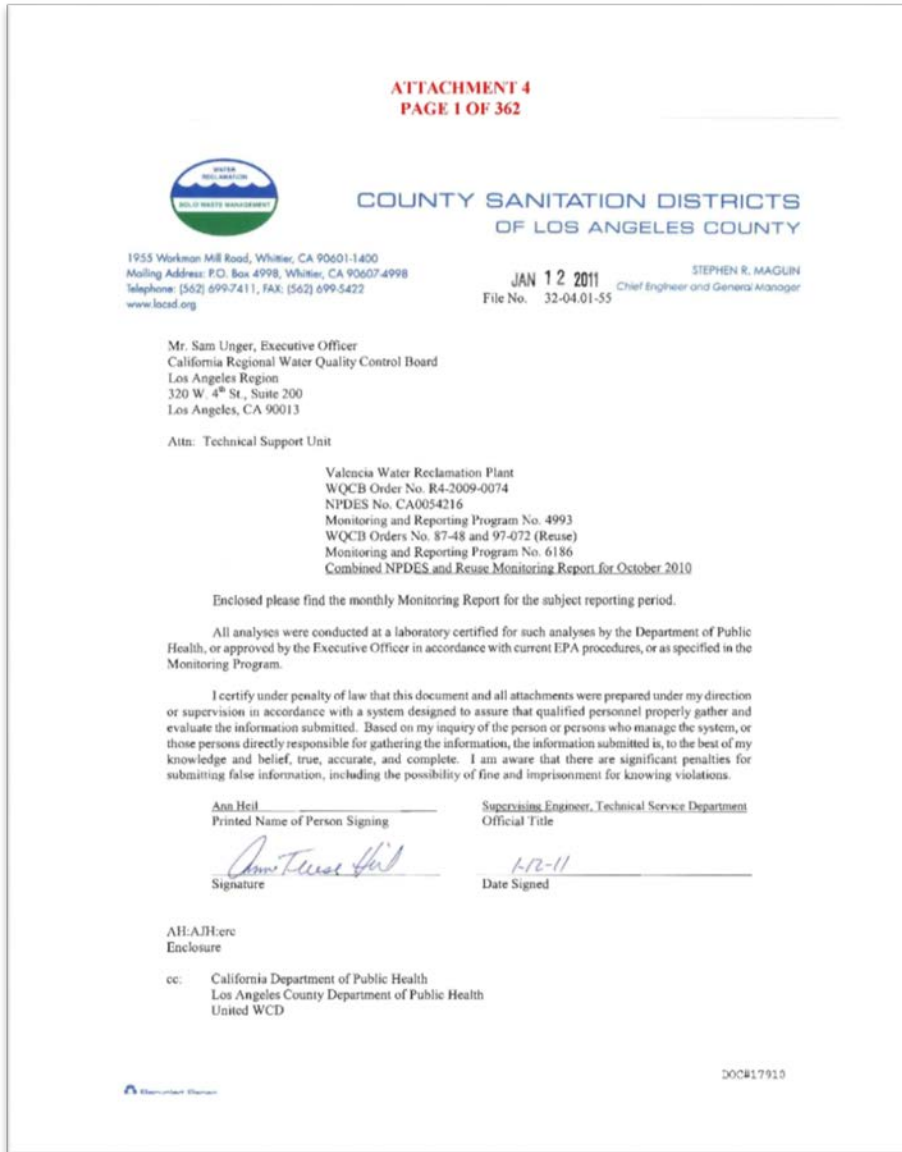 ATTACHMENT 4
PAGE 1 OF 362
WATER
RECLAMATION
SOLID WASTE MANAGEMENT
COUNTY SANITATION DISTRICTS
OF LOS ANGELES COUNTY
1955 Workman Mill Road, Whittier, CA 90601-1400
Mailing Address: P.O. Box 4998, Whittier, CA 90607-4998
Telephone: (562) 699-7411, FAX: (562) 699-5422
www.lacsd.org
STEPHEN R. MAGUIN
Chief Engineer and General Manager
JAN 12 2011
File No. 32-04.01-55
Mr. Sam Unger, Executive Officer
California Regional Water Quality Control Board
Los Angeles Region
320 W. 4th St., Suite 200
Los Angeles, CA 90013
Attn: Technical Support Unit
Valencia Water Reclamation Plant
WQCB Order No. R4-2009-0074
NPDES No. CA0054216
Monitoring and Reporting Program No. 4993
WQCB Orders No. 87-48 and 97-072 (Reuse)
Monitoring and Reporting Program No. 6186
Combined NPDES and Reuse Monitoring Report for October 2010
Enclosed please find the monthly Monitoring Report for the subject reporting period.
All analyses were conducted at a laboratory certified for such analyses by the Department of Public
Health, or approved by the Executive Officer in accordance with current EPA procedures, or as specified in the
Monitoring Program.
I certify under penalty of law that this document and all attachments were prepared under my direction
or supervision in accordance with a system designed to assure that qualified personnel properly gather and
evaluate the information submitted. Based on my inquiry of the person or persons who manage the system, or
those persons directly responsible for gathering the information, the information submitted is, to the best of my
knowledge and belief, true, accurate, and complete. I am aware that there are significant penalties for
submitting false information, including the possibility of fine and imprisonment for knowing violations.
Ann Heil
Printed Name of Person Signing
Supervising Engineer, Technical Service Department
Official Title
Signature
1-12-11
Date Signed
AH:AJH:erc
Enclosure
cc: California Department of Public Health
Los Angeles County Department of Public Health
United WCD
DOC#17910